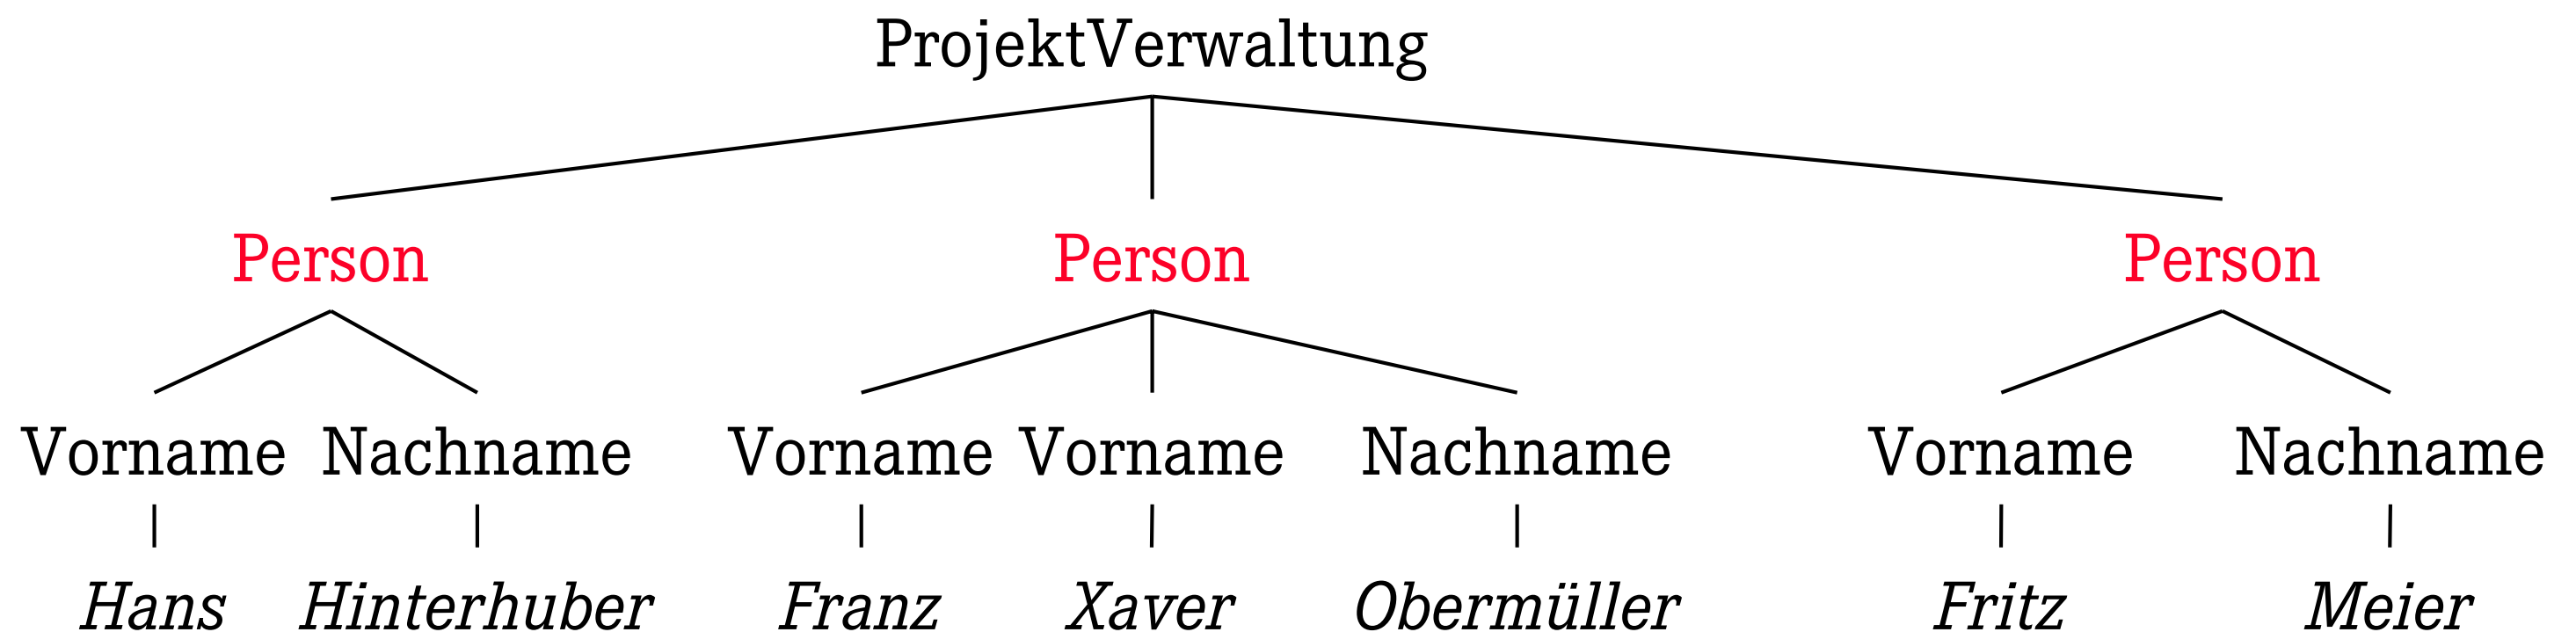 ProjektVerwaltung
Person Person Person
Vorname Nachname Vorname Vorname Nachname Vorname Nachname
Hans Hinterhuber Franz Xaver Obermüller Fritz Meier